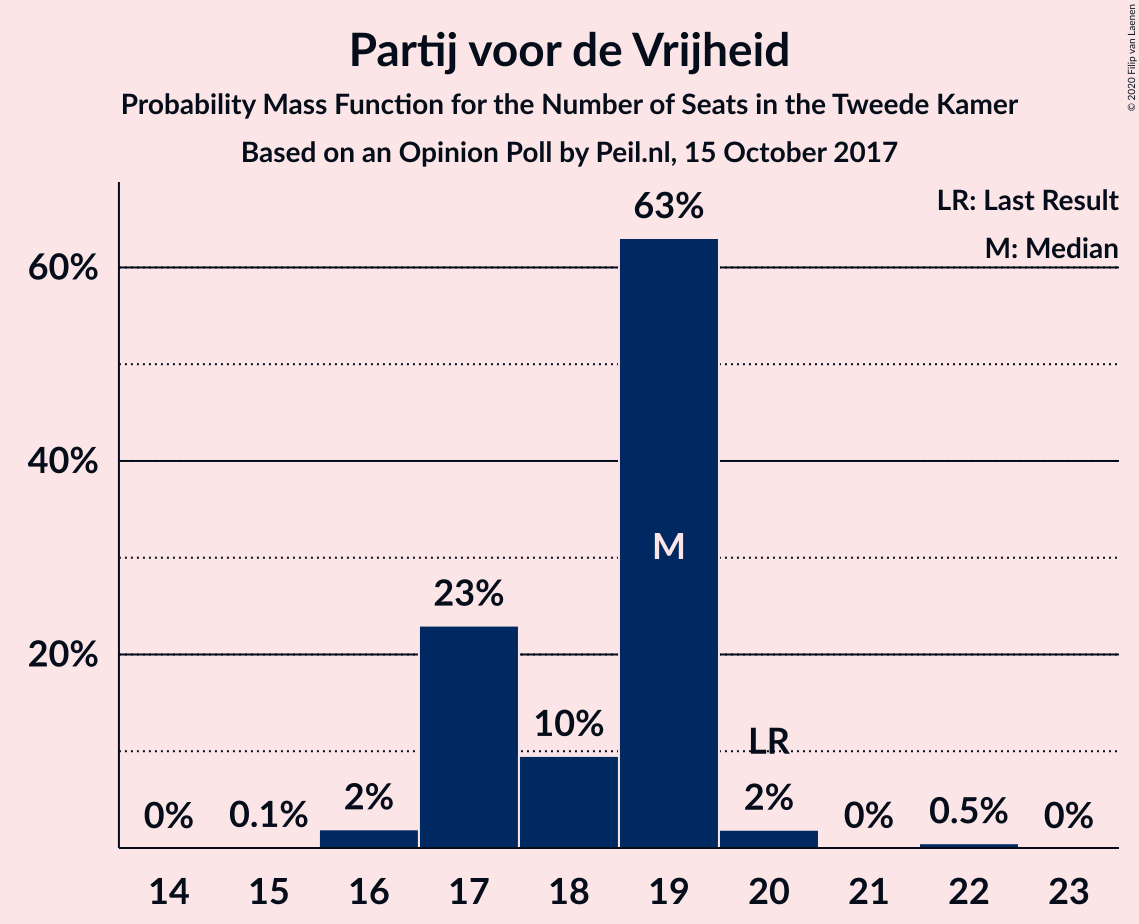 Partij voor de Vrijheid
Probability Mass Function for the Number of Seats in the Tweede Kamer
Based on an Opinion Poll by Peil.nl, 15 October 2017
© 2020 Filip van Laenen
LR: Last Result
M: Median
60%
40%
20%
0%
0.1%
2%
23%
10%
63%
M
LR
2%
0%
0.5%
0%
14 15 16 17 18 19 20 21 22 23